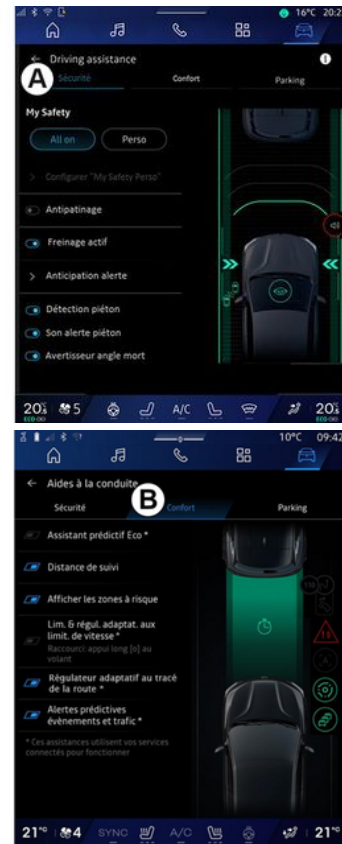 16°C 20:2
Driving assistance
A
Sécurité Confort Parking
My Safety
All on Perso
Configurer "My Safety Perso"
Antipatinage
Freinage actif
Anticipation alerte
Détection piéton
Son alerte piéton
Avertisseur angle mort
5 A/C
10°C 09:42
Aides à la conduite
B
Sécurité Confort Parking
Assistant prédictif Eco *
Distance de suivi
Afficher les zones à risque
Lim. & régul. adaptat. aux
limit. de vitesse *
Raccourci: appui long [o] au
volant
Régulateur adaptatif au tracé
de la route *
Alertes prédictives
évènements et trafic *
* Ces assistances utilisent vos services
connectés pour fonctionner
110
21°° 4 SYNC A/C 21°°